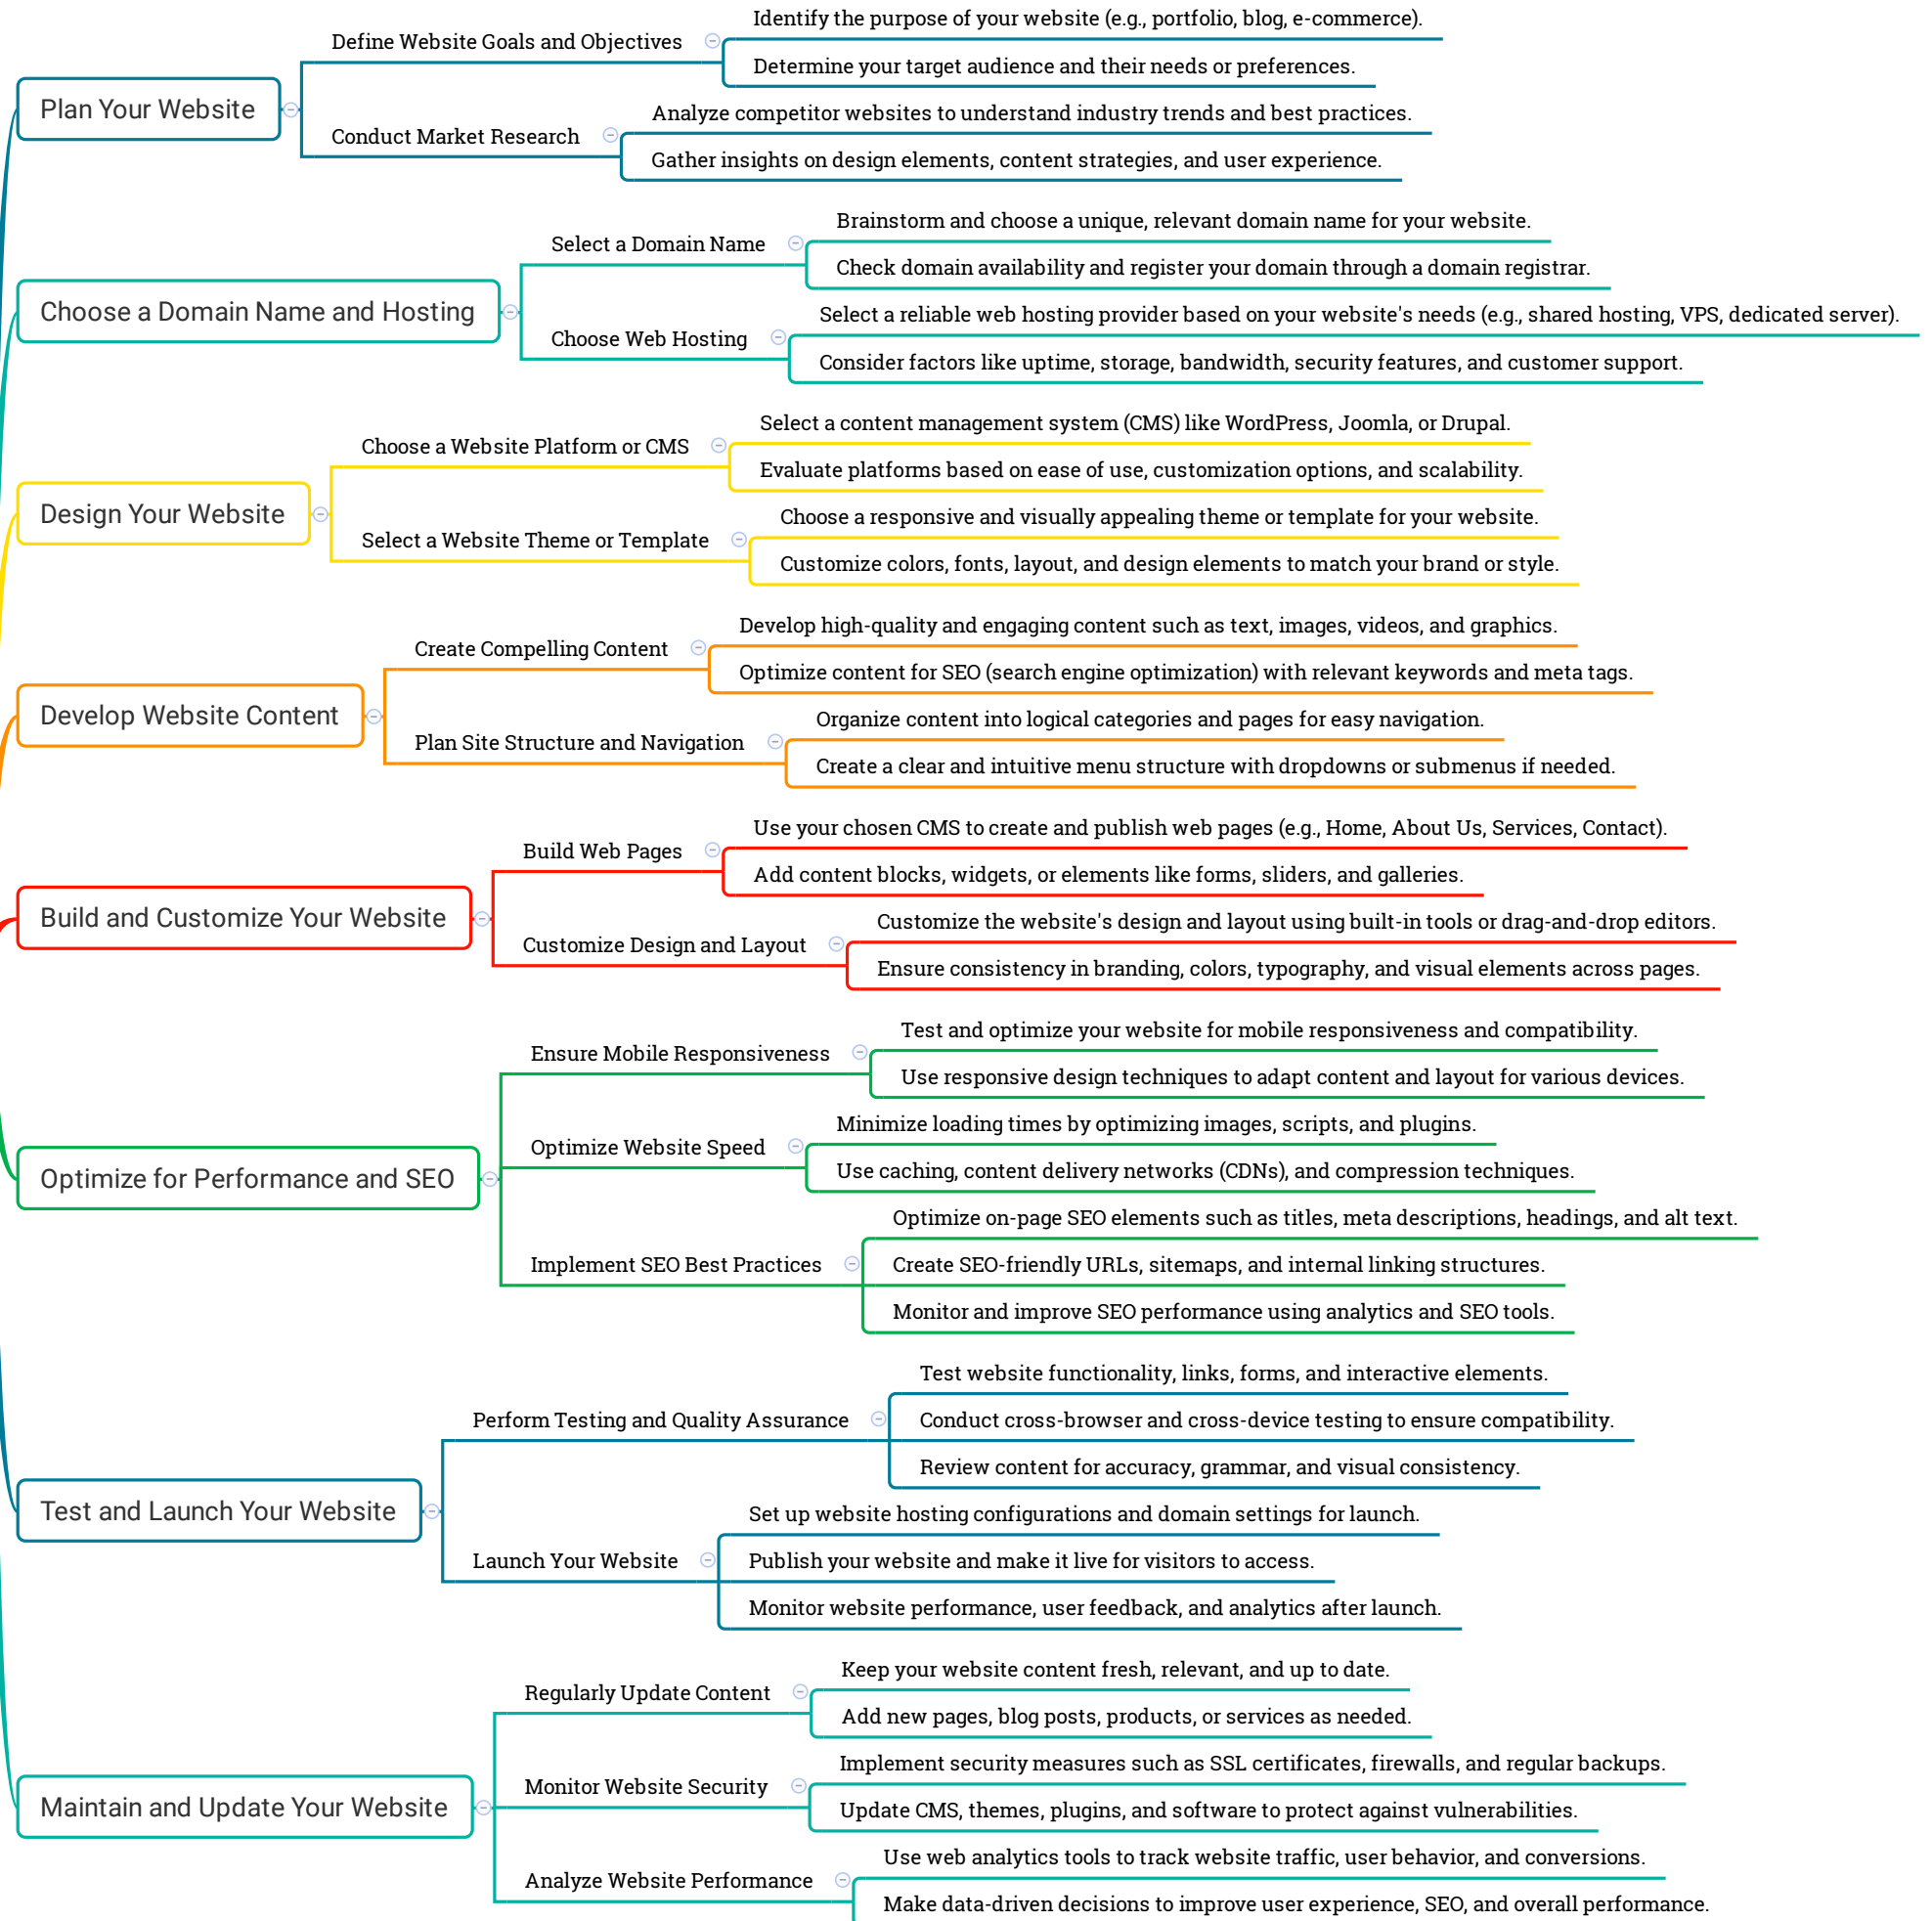 Plan Your Website
Define Website Goals and Objectives
Identify the purpose of your website (e.g., portfolio, blog, e-commerce).
Determine your target audience and their needs or preferences.
Conduct Market Research
Analyze competitor websites to understand industry trends and best practices.
Gather insights on design elements, content strategies, and user experience.
Choose a Domain Name and Hosting
Select a Domain Name
Brainstorm and choose a unique, relevant domain name for your website.
Check domain availability and register your domain through a domain registrar.
Choose Web Hosting
Select a reliable web hosting provider based on your website's needs (e.g., shared hosting, VPS, dedicated server).
Consider factors like uptime, storage, bandwidth, security features, and customer support.
Design Your Website
Choose a Website Platform or CMS
Select a content management system (CMS) like WordPress, Joomla, or Drupal.
Evaluate platforms based on ease of use, customization options, and scalability.
Select a Website Theme or Template
Choose a responsive and visually appealing theme or template for your website.
Customize colors, fonts, layout, and design elements to match your brand or style.
Develop Website Content
Create Compelling Content
Develop high-quality and engaging content such as text, images, videos, and graphics.
Optimize content for SEO (search engine optimization) with relevant keywords and meta tags.
Plan Site Structure and Navigation
Organize content into logical categories and pages for easy navigation.
Create a clear and intuitive menu structure with dropdowns or submenus if needed.
Build and Customize Your Website
Build Web Pages
Use your chosen CMS to create and publish web pages (e.g., Home, About Us, Services, Contact).
Add content blocks, widgets, or elements like forms, sliders, and galleries.
Customize Design and Layout
Customize the website's design and layout using built-in tools or drag-and-drop editors.
Ensure consistency in branding, colors, typography, and visual elements across pages.
Optimize for Performance and SEO
Ensure Mobile Responsiveness
Test and optimize your website for mobile responsiveness and compatibility.
Use responsive design techniques to adapt content and layout for various devices.
Optimize Website Speed
Minimize loading times by optimizing images, scripts, and plugins.
Use caching, content delivery networks (CDNs), and compression techniques.
Implement SEO Best Practices
Optimize on-page SEO elements such as titles, meta descriptions, headings, and alt text.
Create SEO-friendly URLs, sitemaps, and internal linking structures.
Monitor and improve SEO performance using analytics and SEO tools.
Test and Launch Your Website
Perform Testing and Quality Assurance
Test website functionality, links, forms, and interactive elements.
Conduct cross-browser and cross-device testing to ensure compatibility.
Review content for accuracy, grammar, and visual consistency.
Launch Your Website
Set up website hosting configurations and domain settings for launch.
Publish your website and make it live for visitors to access.
Monitor website performance, user feedback, and analytics after launch.
Maintain and Update Your Website
Regularly Update Content
Keep your website content fresh, relevant, and up to date.
Add new pages, blog posts, products, or services as needed.
Monitor Website Security
Implement security measures such as SSL certificates, firewalls, and regular backups.
Update CMS, themes, plugins, and software to protect against vulnerabilities.
Analyze Website Performance
Use web analytics tools to track website traffic, user behavior, and conversions.
Make data-driven decisions to improve user experience, SEO, and overall performance.